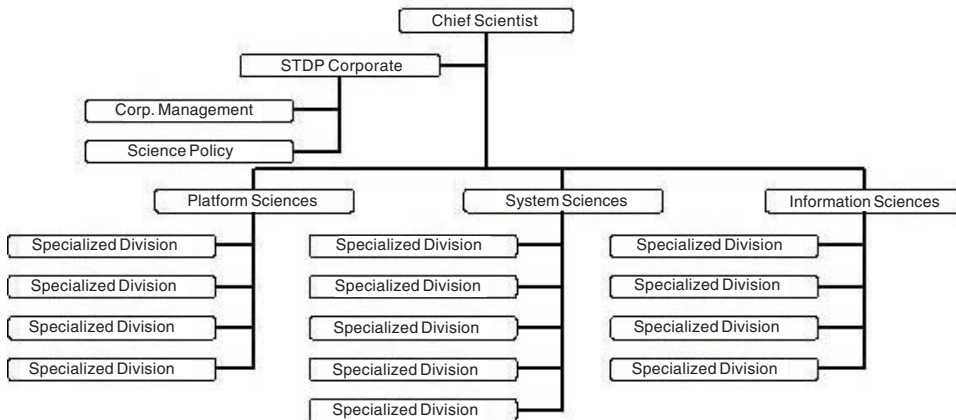 Chief Scientist
STDP Corporate
Corp. Management
Science Policy
Platform Sciences
System Sciences
Information Sciences
Specialized Division
Specialized Division
Specialized Division
Specialized Division
Specialized Division
Specialized Division
Specialized Division
Specialized Division
Specialized Division
Specialized Division
Specialized Division
Specialized Division
Specialized Division